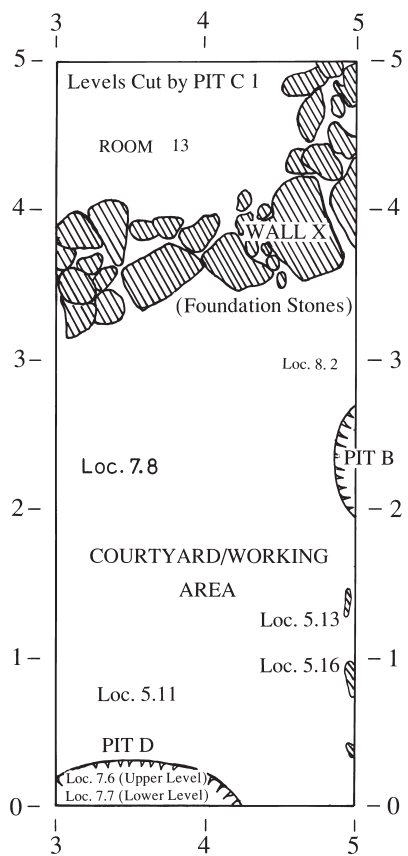 3 4 5
5 5
Levels Cut by PIT C 1
ROOM 13
4 4
WALL X
(Foundation Stones)
3 3
Loc. 8.2
Loc. 7.8
PIT B
2 2
COURTYARD/WORKING
AREA
Loc. 5.13
1 Loc. 5.16 1
Loc. 5.11
PIT D
Loc. 7.6 (Upper Level)
Loc. 7.7 (Lower Level)
0 0
3 4 5